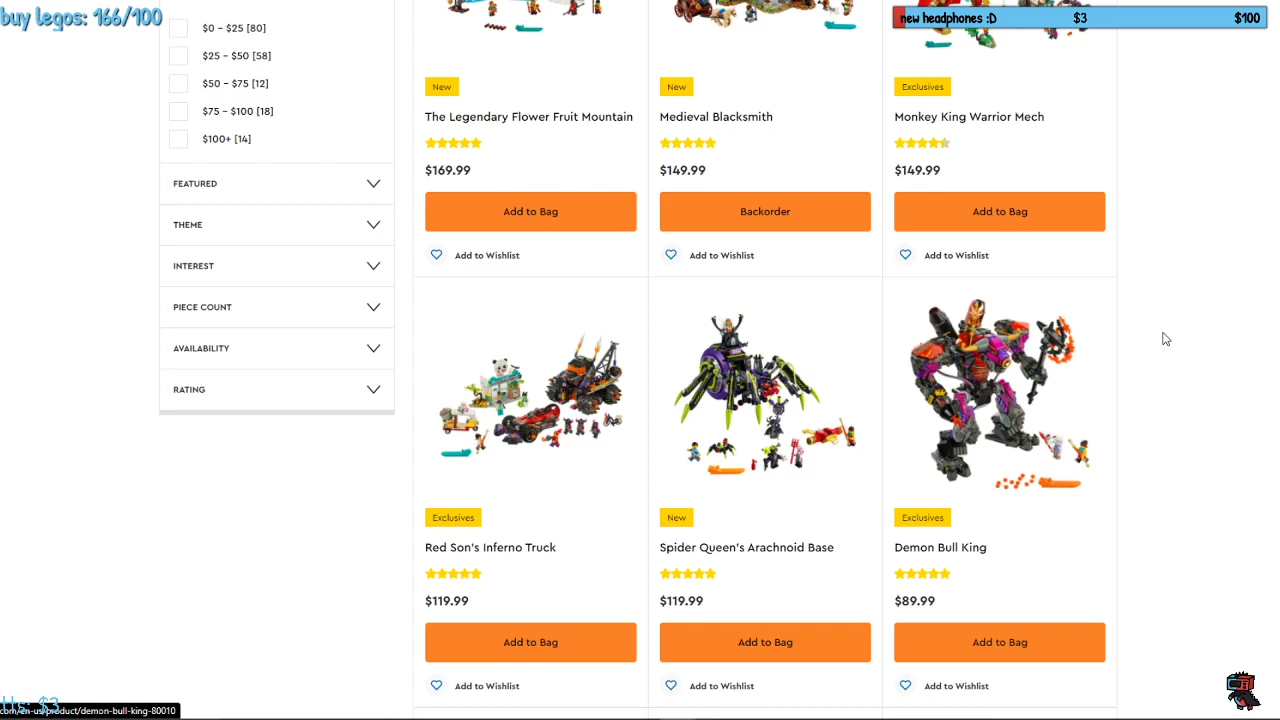 buy legos: 166/100
new headphones :D $3 $100
$0 - $25 [80]
$25 - $50 [58]
$50 - $75 [12]
$75 - $100 [18]
$100+ [14]
FEATURED
THEME
INTEREST
PIECE COUNT
AVAILABILITY
RATING
New
The Legendary Flower Fruit Mountain
$169.99
Add to Bag
Add to Wishlist
New
Medieval Blacksmith
$149.99
Backorder
Add to Wishlist
Exclusives
Monkey King Warrior Mech
$149.99
Add to Bag
Add to Wishlist
Exclusives
Red Son's Inferno Truck
$119.99
Add to Bag
Add to Wishlist
New
Spider Queen's Arachnoid Base
$119.99
Add to Bag
Add to Wishlist
Exclusives
Demon Bull King
$89.99
Add to Bag
Add to Wishlist
$3
.com/en-us/product/demon-bull-king-80010